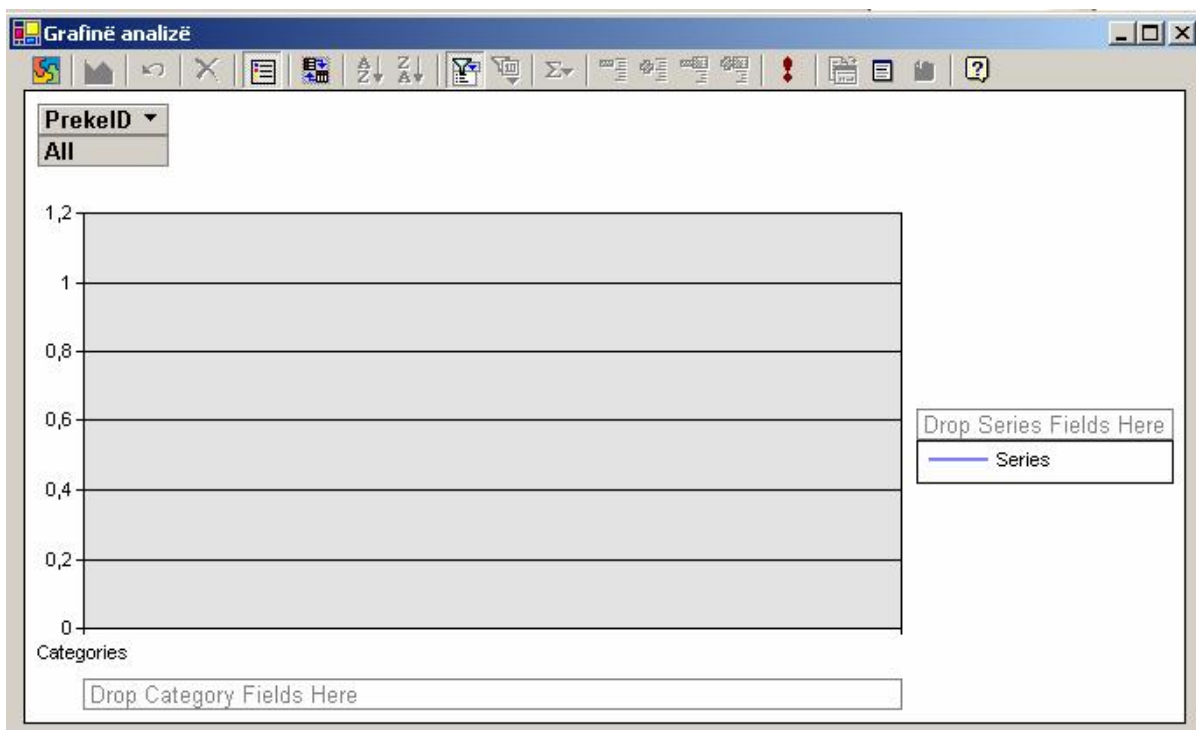 Grafinë analizë
PrekeID
All
1,2
1
0,8
0,6
0,4
0,2
0
Drop Series Fields Here
Series
Categories
Drop Category Fields Here